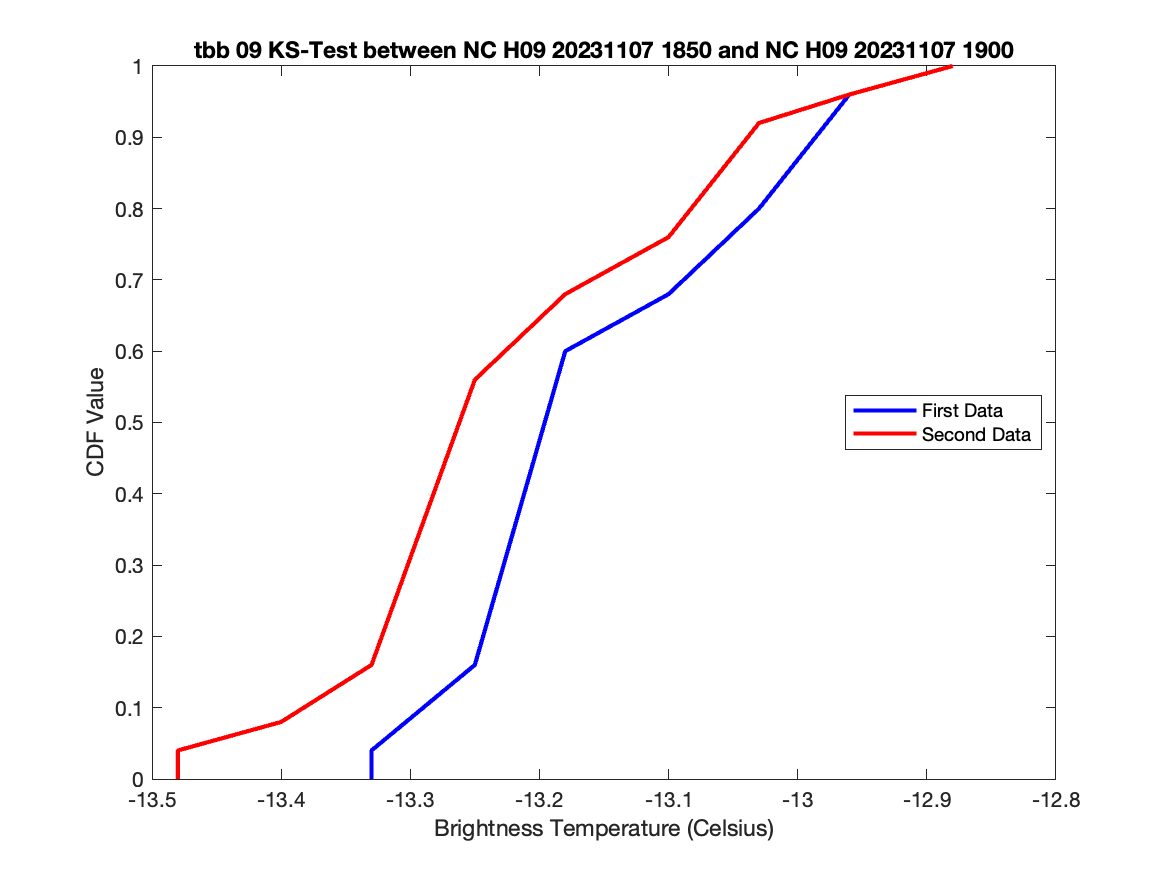 tbb 09 KS-Test between NC H09 20231107 1850 and NC H09 20231107 1900
1
0.9
0.8
0.7
0.6
0.5
0.4
0.3
0.2
0.1
0
CDF Value
First Data
Second Data
-13.5 -13.4 -13.3 -13.2 -13.1 -13 -12.9 -12.8
Brightness Temperature (Celsius)